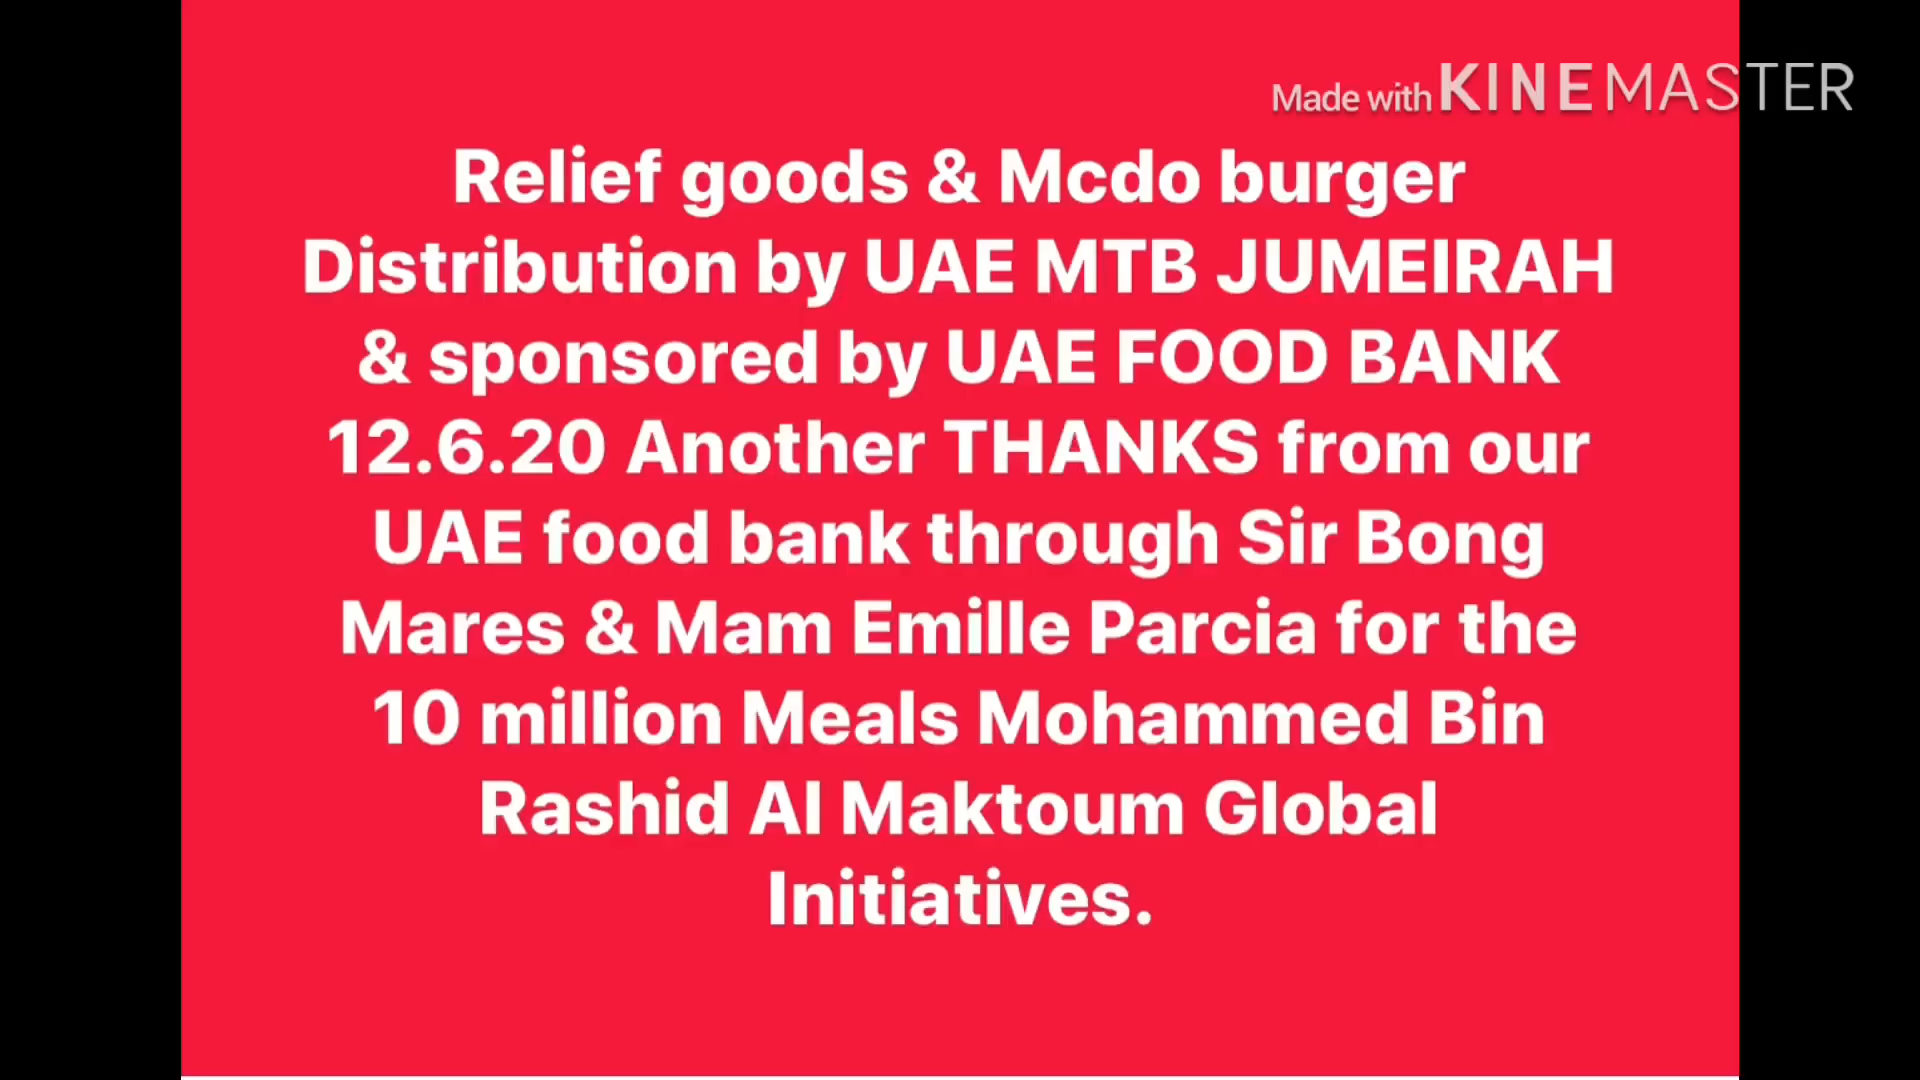 Made with KINEMASTER
Relief goods & Mcdo burger
Distribution by UAE MTB JUMEIRAH
& sponsored by UAE FOOD BANK
12.6.20 Another THANKS from our
UAE food bank through Sir Bong
Mares & Mam Emille Parcia for the
10 million Meals Mohammed Bin
Rashid Al Maktoum Global
Initiatives.